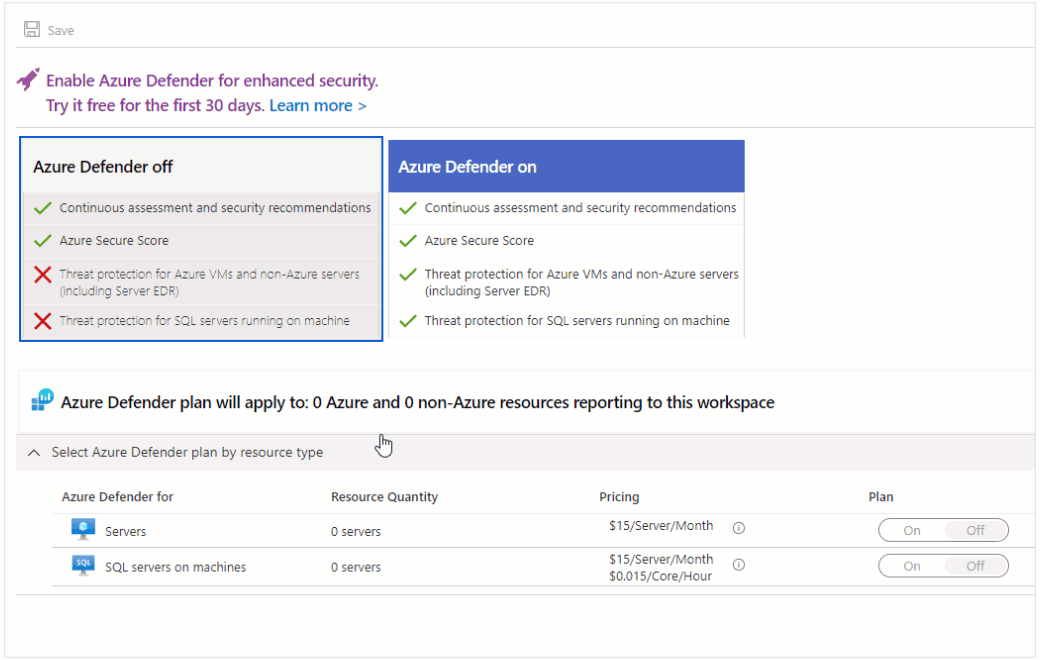 Save
Enable Azure Defender for enhanced security.
Try it free for the first 30 days. Learn more >
Azure Defender off
Azure Defender on
Continuous assessment and security recommendations
Continuous assessment and security recommendations
Azure Secure Score
Azure Secure Score
Threat protection for Azure VMs and non-Azure servers
(including Server EDR)
Threat protection for Azure VMs and non-Azure servers
(including Server EDR)
Threat protection for SQL servers running on machine
Threat protection for SQL servers running on machine
Azure Defender plan will apply to: 0 Azure and 0 non-Azure resources reporting to this workspace
Select Azure Defender plan by resource type
Azure Defender for Resource Quantity Pricing Plan
Servers 0 servers $15/Server/Month On Off
SQL SQL servers on machines 0 servers $15/Server/Month On Off
$0.015/Core/Hour